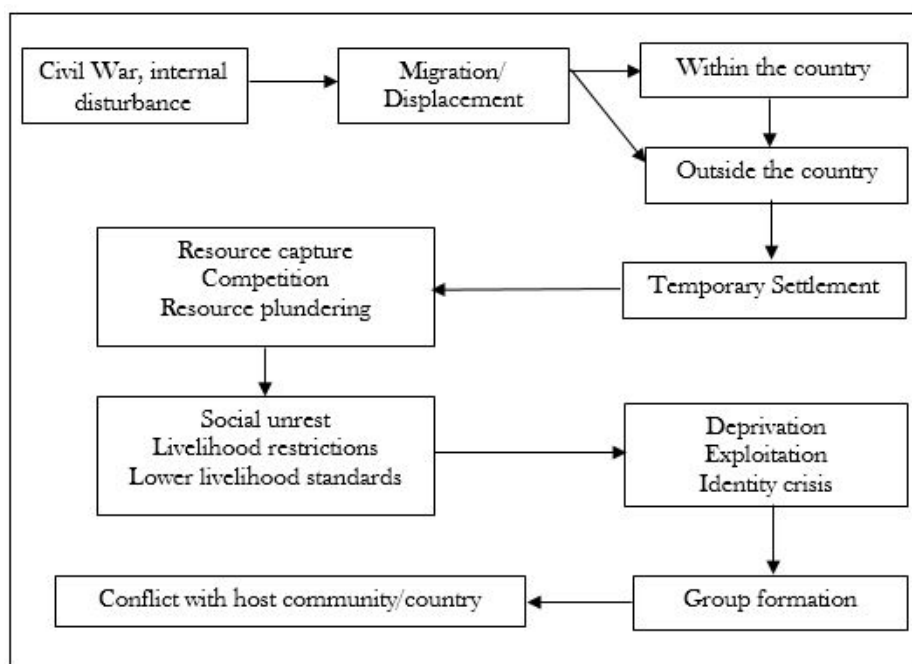 Civil War, internal
disturbance
Migration/
Displacement
Within the country
Outside the country
Temporary Settlement
Resource capture
Competition
Resource plundering
Social unrest
Livelihood restrictions
Lower livelihood standards
Deprivation
Exploitation
Identity crisis
Group formation
Conflict with host community/country